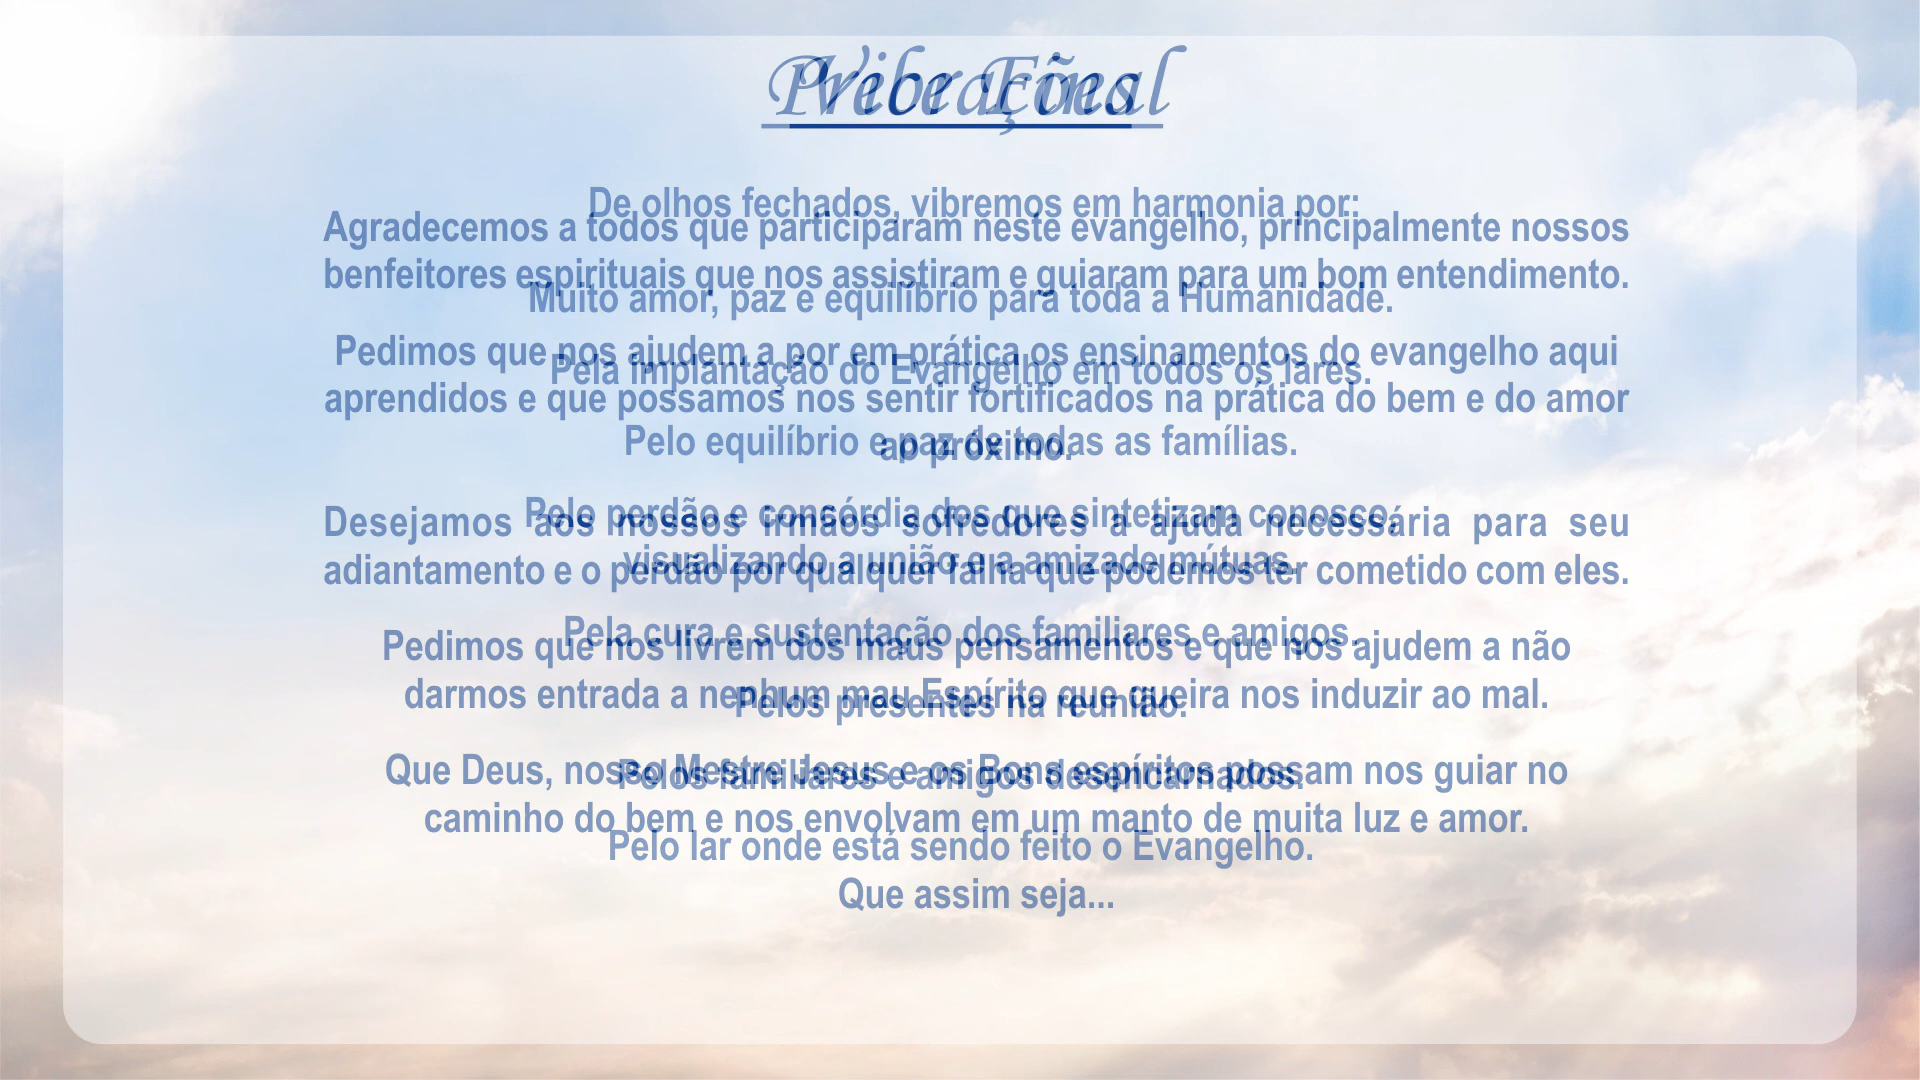 Vibrações
De olhos fechados, vibremos em harmonia por:
Muito amor, paz e equilíbrio para toda a Humanidade.
Pela implantação do Evangelho em todos os lares.
Pelo equilíbrio e paz de todas as famílias.
Pelo perdão e concórdia dos que sintetizam conosco,
visualizando a união e a amizade mútuas.
Pela cura e sustentação dos familiares e amigos.
Pelos presentes na reunião.
Pelos familiares e amigos desencarnados.
Pelo lar onde está sendo feito o Evangelho.
Prece Final
Agradecemos a todos que participaram neste evangelho, principalmente nossos
benfeitores espirituais que nos assistiram e guiaram para um bom entendimento.
Pedimos que nos ajudem a por em prática os ensinamentos do evangelho aqui
aprendidos e que possamos nos sentir fortificados na prática do bem e do amor
ao próximo.
Desejamos aos nossos irmãos sofredores a ajuda necessária para seu
adiantamento e o perdão por qualquer falha que podemos ter cometido com eles.
Pedimos que nos livrem dos maus pensamentos e que nos ajudem a não
darmos entrada a nenhum mau Espírito que queira nos induzir ao mal.
Que Deus, nosso Mestre Jesus e os Bons espíritos possam nos guiar no
caminho do bem e nos envolvam em um manto de muita luz e amor.
Que assim seja...